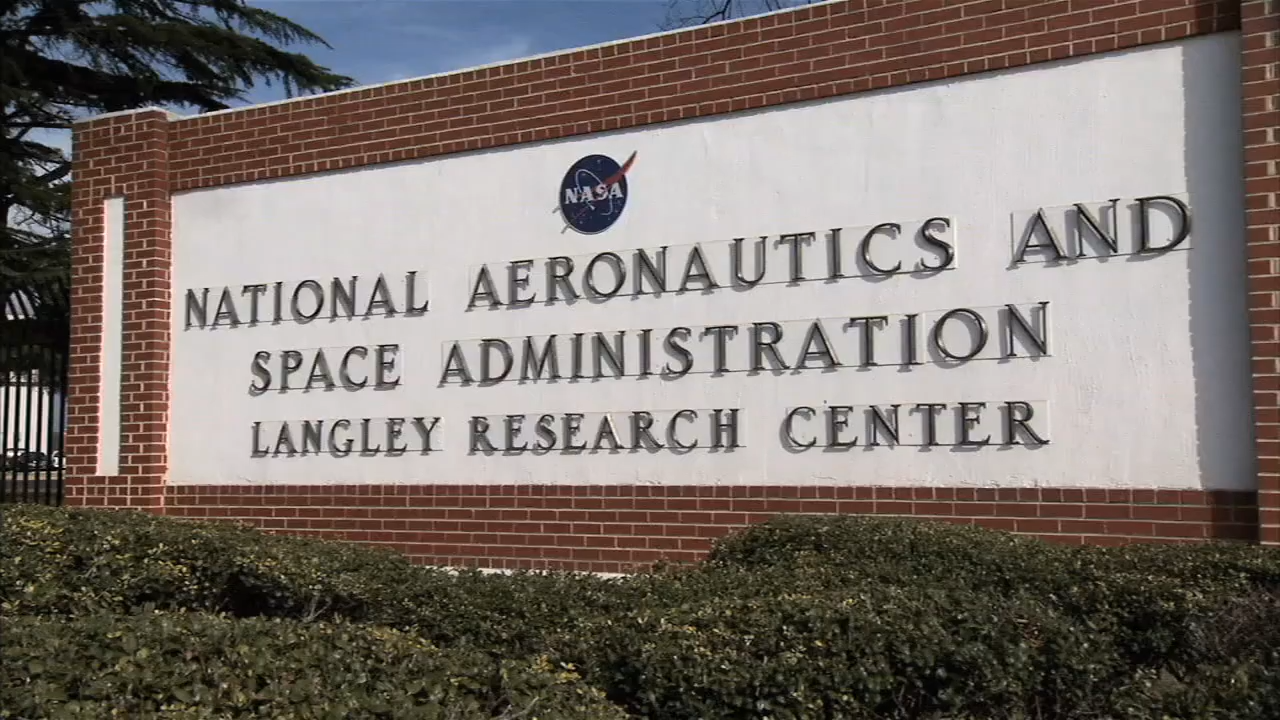 NASA
NATIONAL AERONAUTICS AND
SPACE ADMINISTRATION
LANGLEY RESEARCH CENTER